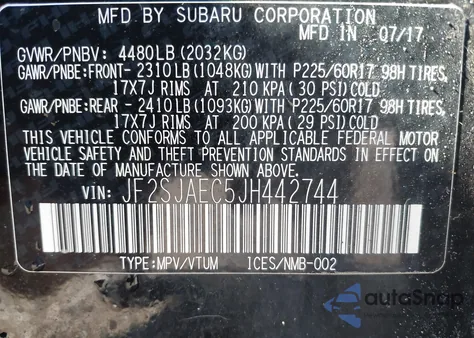 MFD BY SUBARU CORPORATION
MFD IN 07/17
GVWR/PNBV: 4480LB (2032KG)
GAWR/PNBE:FRONT- 2310LB (1048KG) WITH P225/60R17 98H TIRES,
17X7J RIMS AT 210 KPA (30 PSI) COLD
GAWR/PNBE:REAR - 2410LB (1093KG) WITH P225/60R17 98H TIRES,
17X7J RIMS AT 200 KPA (29 PSI) COLD
THIS VEHICLE CONFORMS TO ALL APPLICABLE FEDERAL MOTOR
VEHICLE SAFETY AND THEFT PREVENTION STANDARDS IN EFFECT ON
THE DATE OF MANUFACTURE SHOWN ABOVE.
VIN: JF2SJAEC5JH442744
TYPE:MPV/VTUM ICES/NMB-002
autoSnap